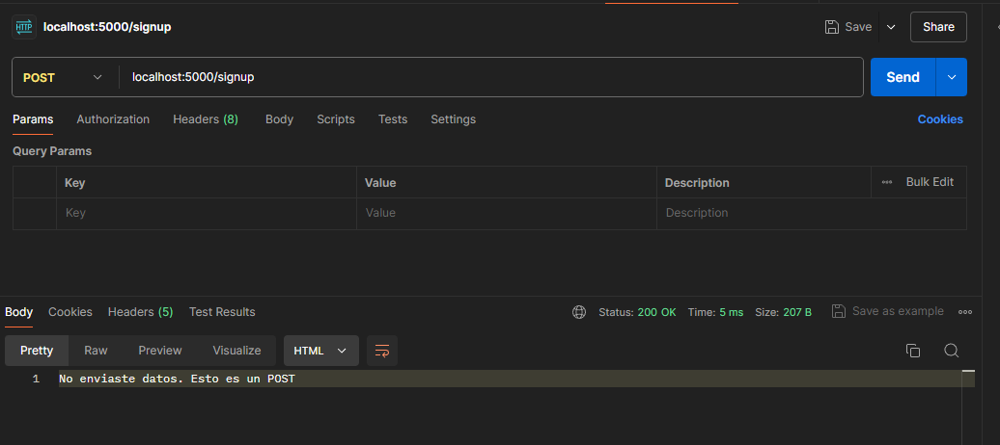 HTTP localhost:5000/signup Save Share
POST localhost:5000/signup Send
Params Authorization Headers (8) Body Scripts Tests Settings Cookies
Query Params
Key Value Description ••• Bulk Edit
Key Value Description
Body Cookies Headers (5) Test Results Status: 200 OK Time: 5 ms Size: 207 B Save as example •••
Pretty Raw Preview Visualize HTML
1 No enviaste datos. Esto es un POST